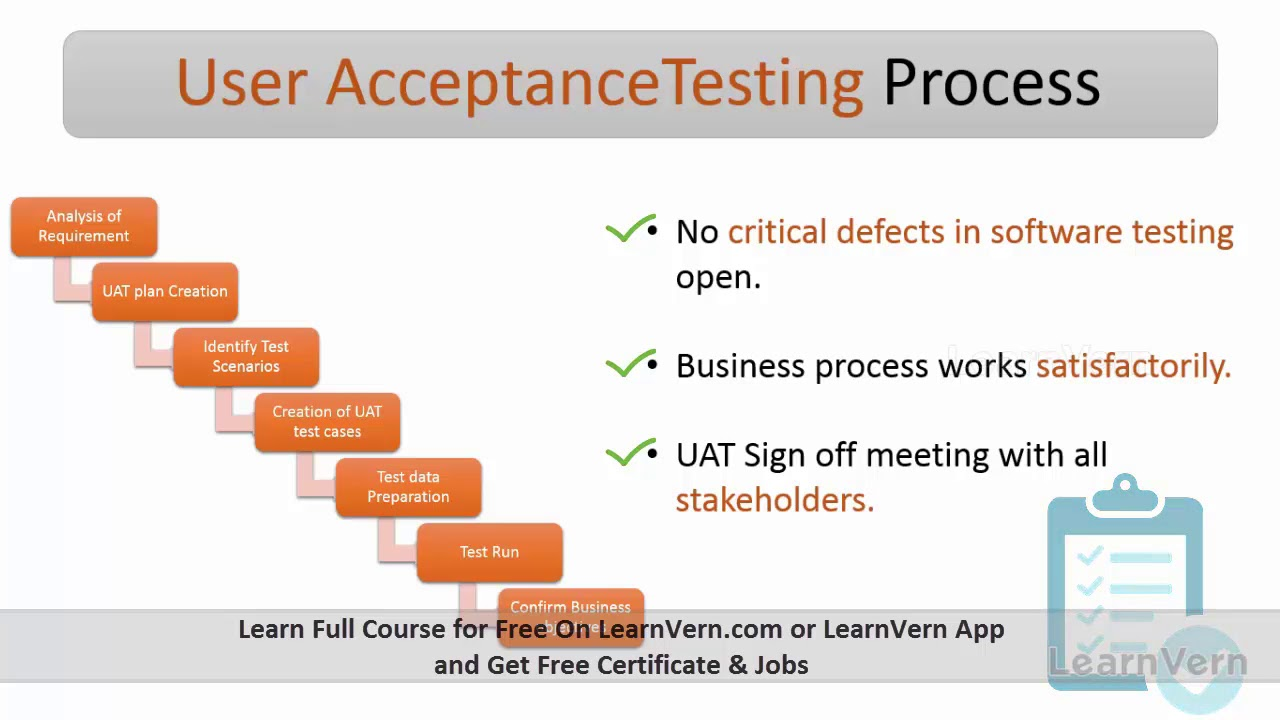 User AcceptanceTesting Process
Analysis of
Requirement
UAT plan Creation
Identify Test
Scenarios
Creation of UAT
test cases
Test data
Preparation
Test Run
Confirm Business
• No critical defects in software testing
open.
• Business process works satisfactorily.
• UAT Sign off meeting with all
stakeholders.
LearnVern
Learn Full Course for Free On LearnVern.com or LearnVern App
and Get Free Certificate & Jobs
LearnVern